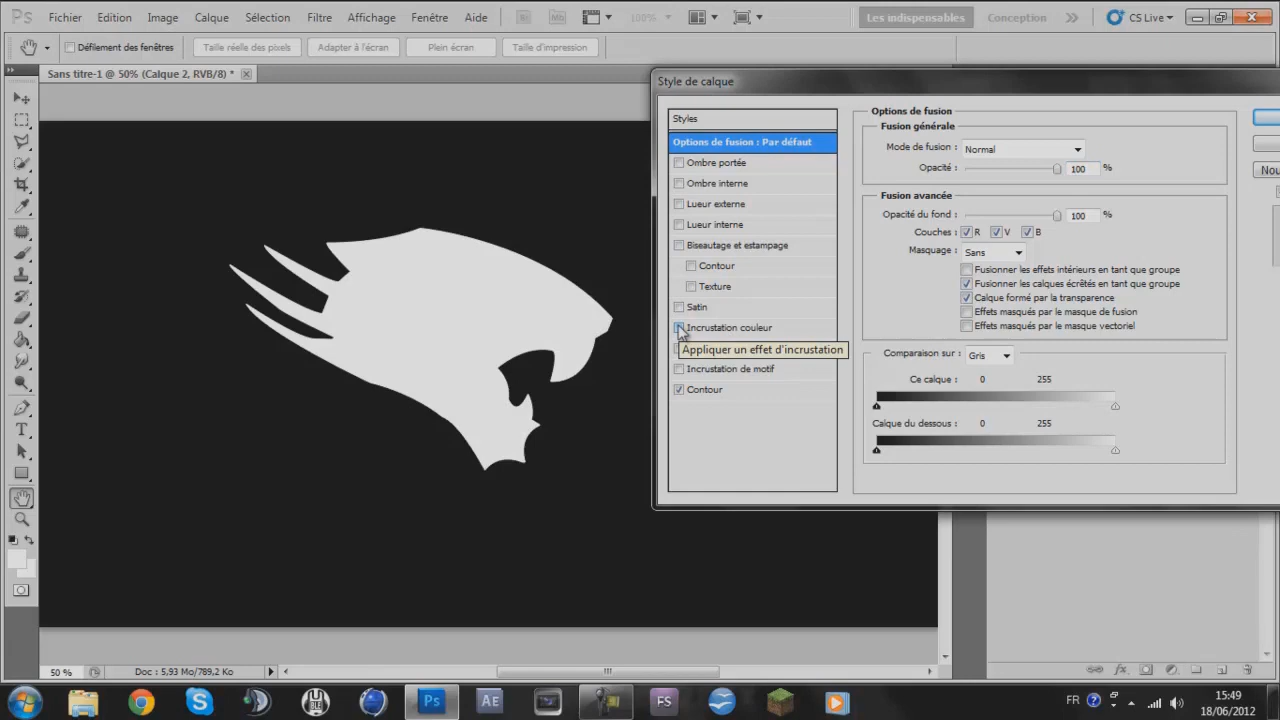 Ps Fichier Edition Image Calque Sélection Filtre Affichage Fenêtre Aide Br Mb 100% Les indispensables Conception CS Live
Défilement des fenêtres Taille réelle des pixels Adapter à l'écran Plein écran Taille d'impression
Sans titre-1 @ 50% (Calque 2, RVB/8) *
Style de calque
Styles
Options de fusion : Par défaut
Ombre portée
Ombre interne
Lueur externe
Lueur interne
Biseautage et estampage
Contour
Texture
Satin
Incrustation couleur
Appliquer un effet d'incrustation
Incrustation de motif
Contour
Options de fusion
Fusion générale
Mode de fusion : Normal
Opacité : 100 %
Fusion avancée
Opacité du fond : 100 %
Couches : R V B
Masquage : Sans
Fusionner les effets intérieurs en tant que groupe
Fusionner les calques écrêtés en tant que groupe
Calque formé par la transparence
Effets masqués par le masque de fusion
Effets masqués par le masque vectoriel
Comparaison sur : Gris
Ce calque : 0 255
Calque du dessous : 0 255
Nou
50 % Doc : 5,93 Mo/789,2 Ko
Ps AE FS FR 15:49
18/06/2012